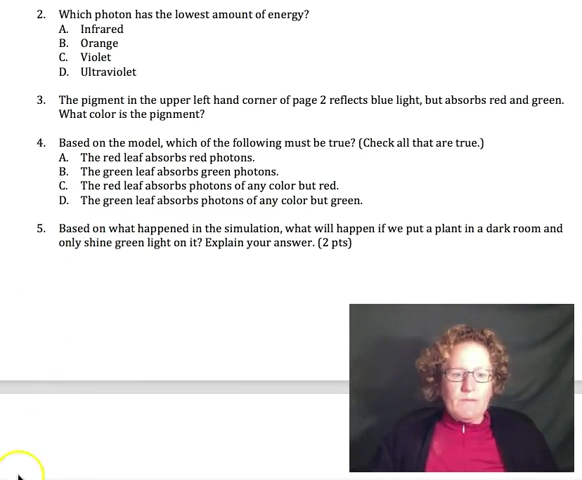 2. Which photon has the lowest amount of energy?
A. Infrared
B. Orange
C. Violet
D. Ultraviolet
3. The pigment in the upper left hand corner of page 2 reflects blue light, but absorbs red and green.
What color is the pignment?
4. Based on the model, which of the following must be true? (Check all that are true.)
A. The red leaf absorbs red photons.
B. The green leaf absorbs green photons.
C. The red leaf absorbs photons of any color but red.
D. The green leaf absorbs photons of any color but green.
5. Based on what happened in the simulation, what will happen if we put a plant in a dark room and
only shine green light on it? Explain your answer. (2 pts)